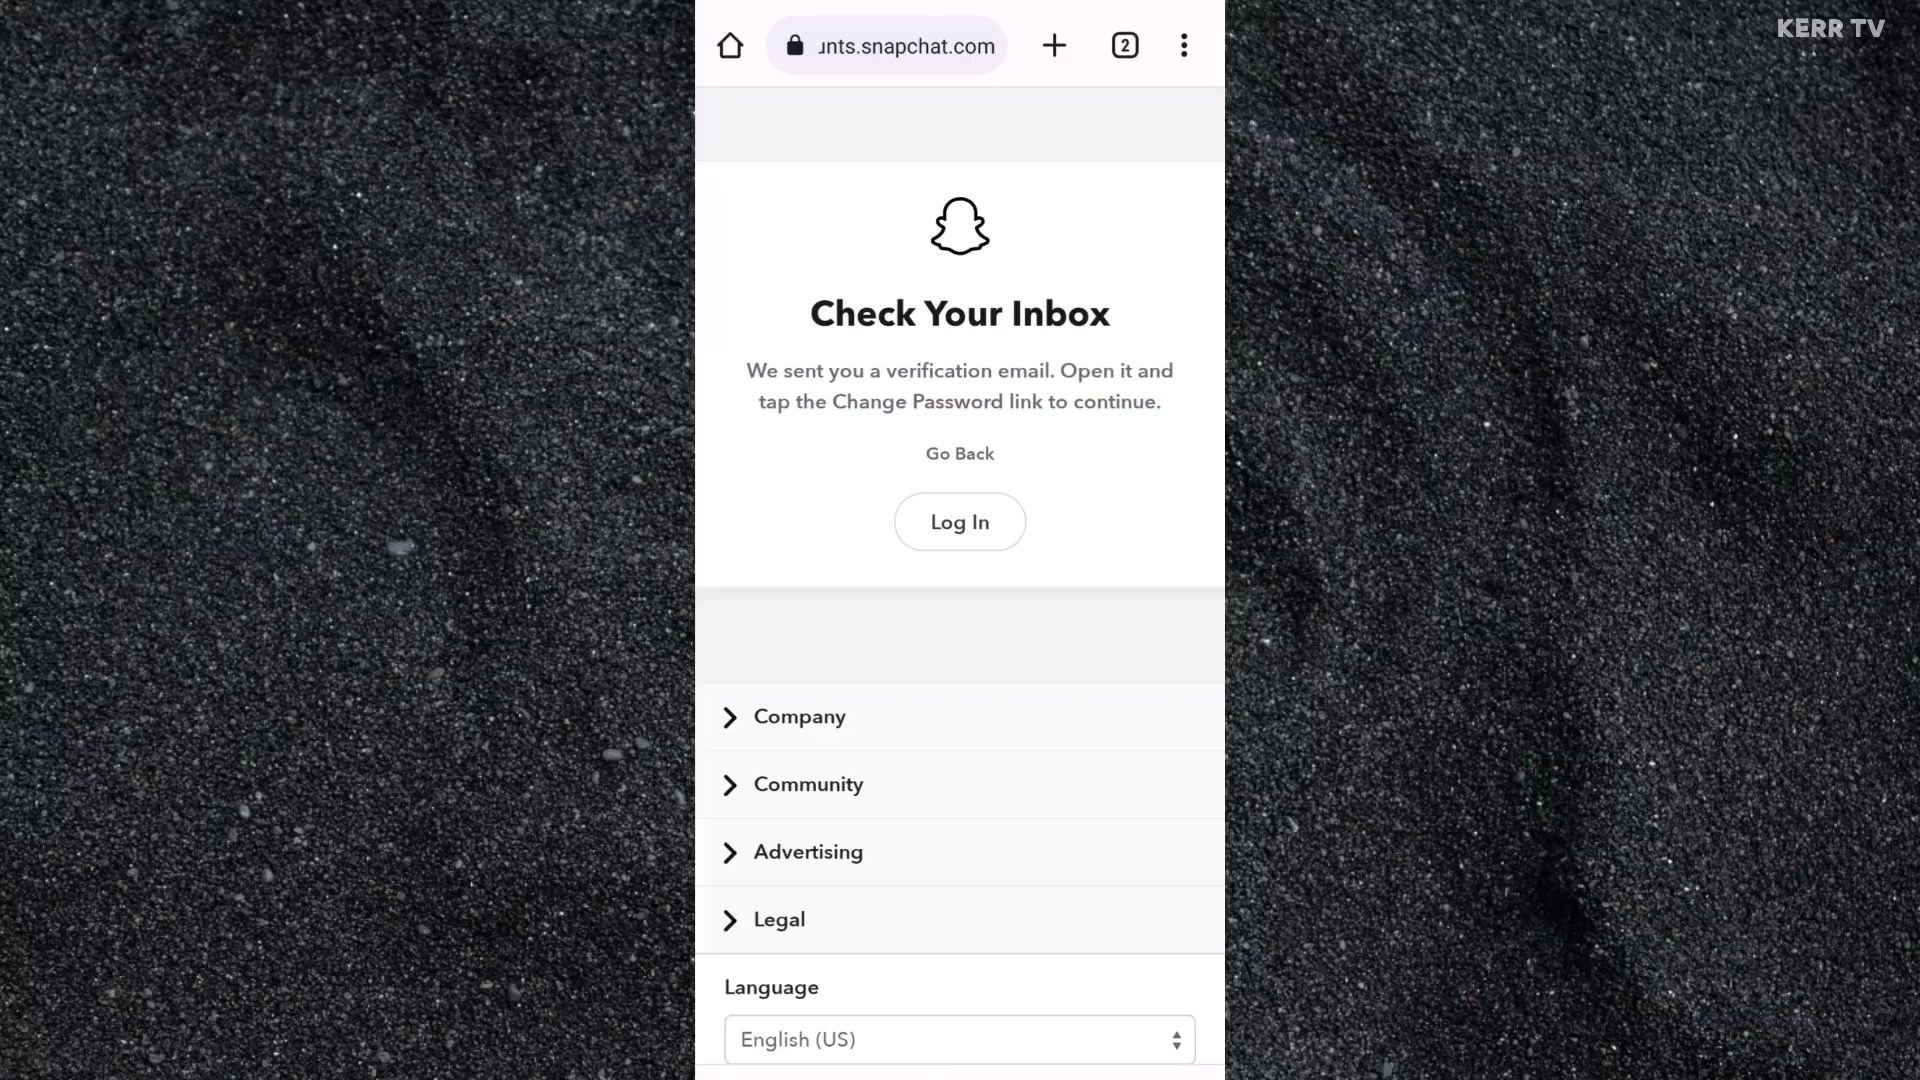 KERR TV
ınts.snapchat.com
2
Check Your Inbox
We sent you a verification email. Open it and
tap the Change Password link to continue.
Go Back
Log In
Company
Community
Advertising
Legal
Language
English (US)